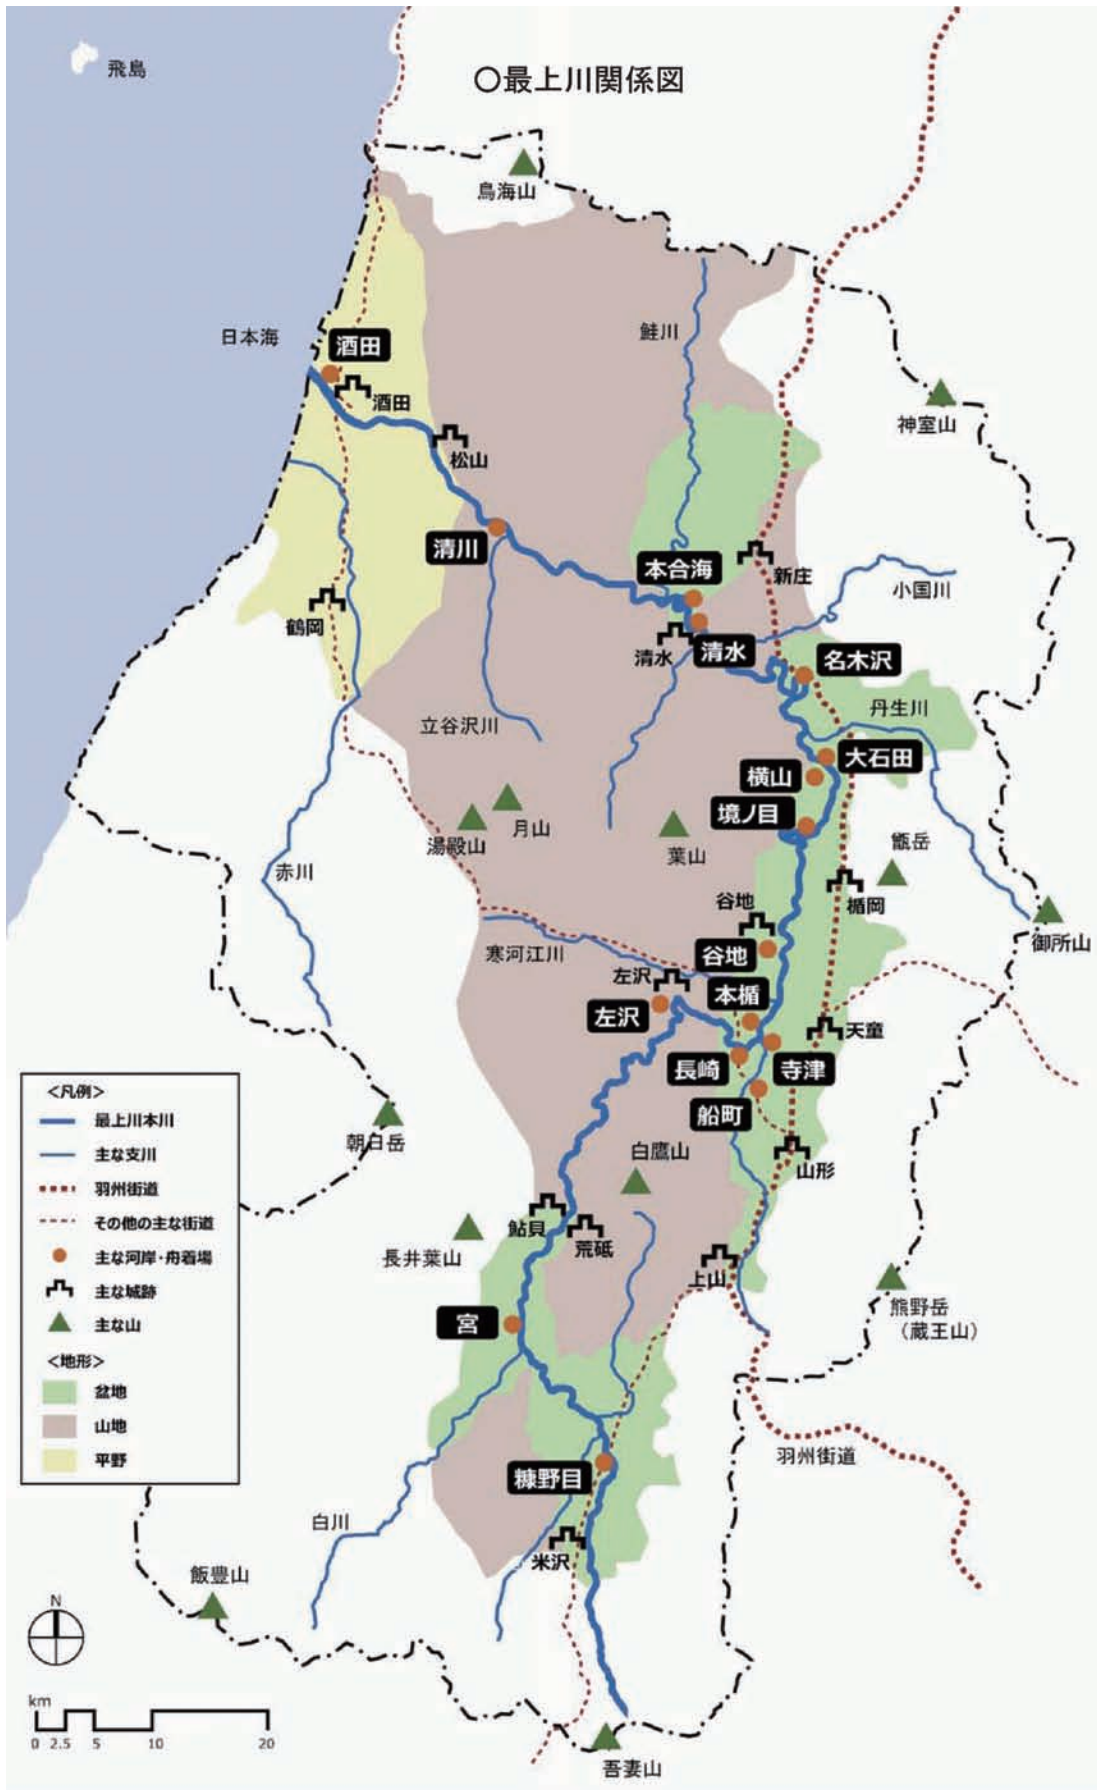 飛島
○最上川関係図
鳥海山
日本海
鮭川
酒田
酒田
神室山
松山
清川
本合海
新庄
小国川
鶴岡
清水
清水
名木沢
丹生川
立谷沢川
大石田
横山
境ノ目
月山
湯殿山
葉山
甑岳
赤川
楯岡
谷地
御所山
寒河江川
谷地
左沢
本楯
左沢
天童
長崎
寺津
船町
<凡例>
最上川本川
主な支川
羽州街道
その他の主な街道
主な河岸・舟着場
主な城跡
主な山
<地形>
盆地
山地
平野
朝日岳
白鷹山
山形
鮎貝
荒砥
長井葉山
上山
熊野岳
(蔵王山)
宮
羽州街道
糠野目
白川
米沢
飯豊山
N
km
0 2.5 5 10 20
吾妻山